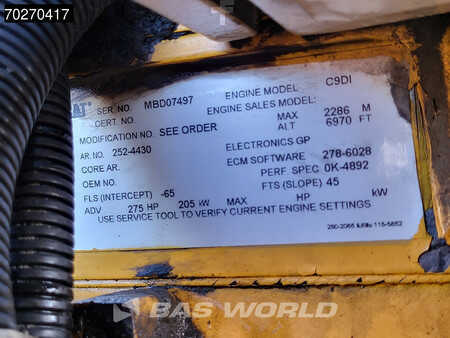 70270417
SER. NO. MBD07497 ENGINE MODEL C9DI
CERT. NO. ENGINE SALES MODEL:
MODIFICATION NO. SEE ORDER MAX ALT 2286 M 6970 FT
AR. NO. 252-4430 ELECTRONICS GP
CORE AR. ECM SOFTWARE 278-6028
OEM NO. PERF. SPEC 0K-4892
FLS (INTERCEPT) -65 FTS (SLOPE) 45
ADV 275 HP 205 kW MAX HP kW
USE SERVICE TOOL TO VERIFY CURRENT ENGINE SETTINGS
BAS WORLD